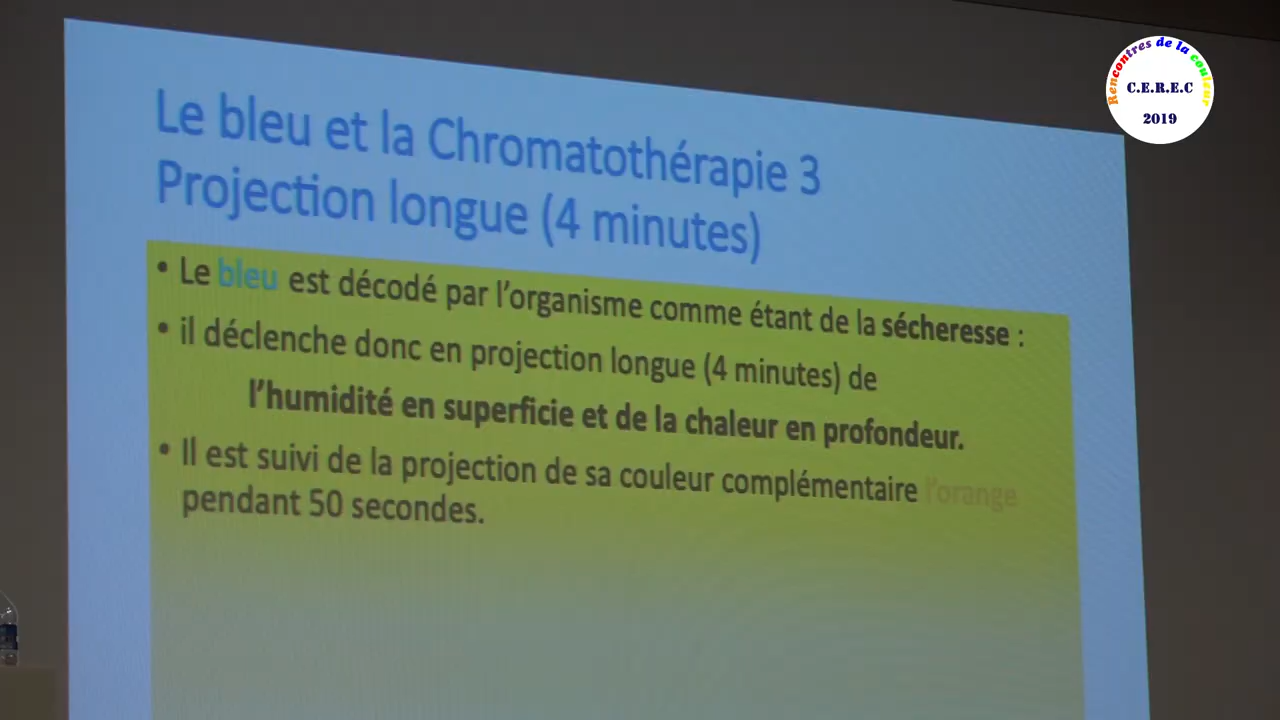 Rencontres de la couleur
C.E.R.E.C
2019
Le bleu et la Chromatothérapie 3
Projection longue (4 minutes)
• Le bleu est décodé par l'organisme comme étant de la sécheresse :
• il déclenche donc en projection longue (4 minutes) de
l'humidité en superficie et de la chaleur en profondeur.
• Il est suivi de la projection de sa couleur complémentaire l'orange
pendant 50 secondes.